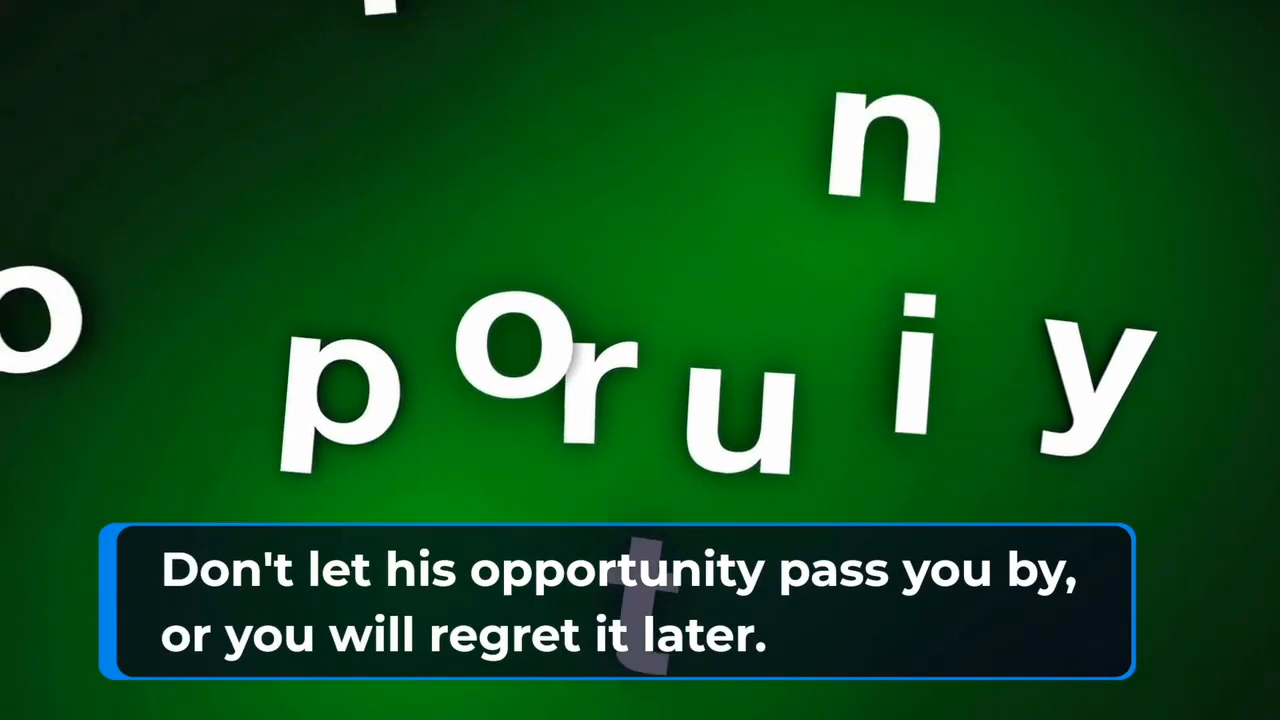 n
o p o r u i y
t
Don't let his opportunity pass you by,
or you will regret it later.